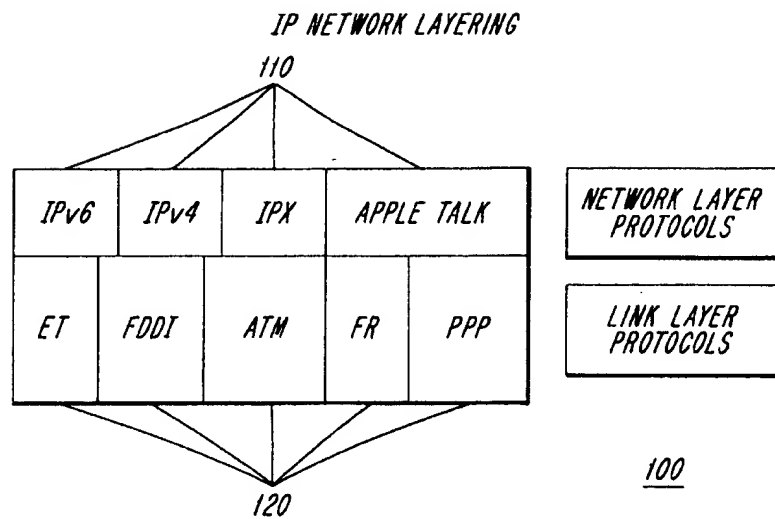 IP NETWORK LAYERING
110
IPv6 IPv4 IPX APPLE TALK
NETWORK LAYER
PROTOCOLS
ET FDDI ATM FR PPP
LINK LAYER
PROTOCOLS
120
100